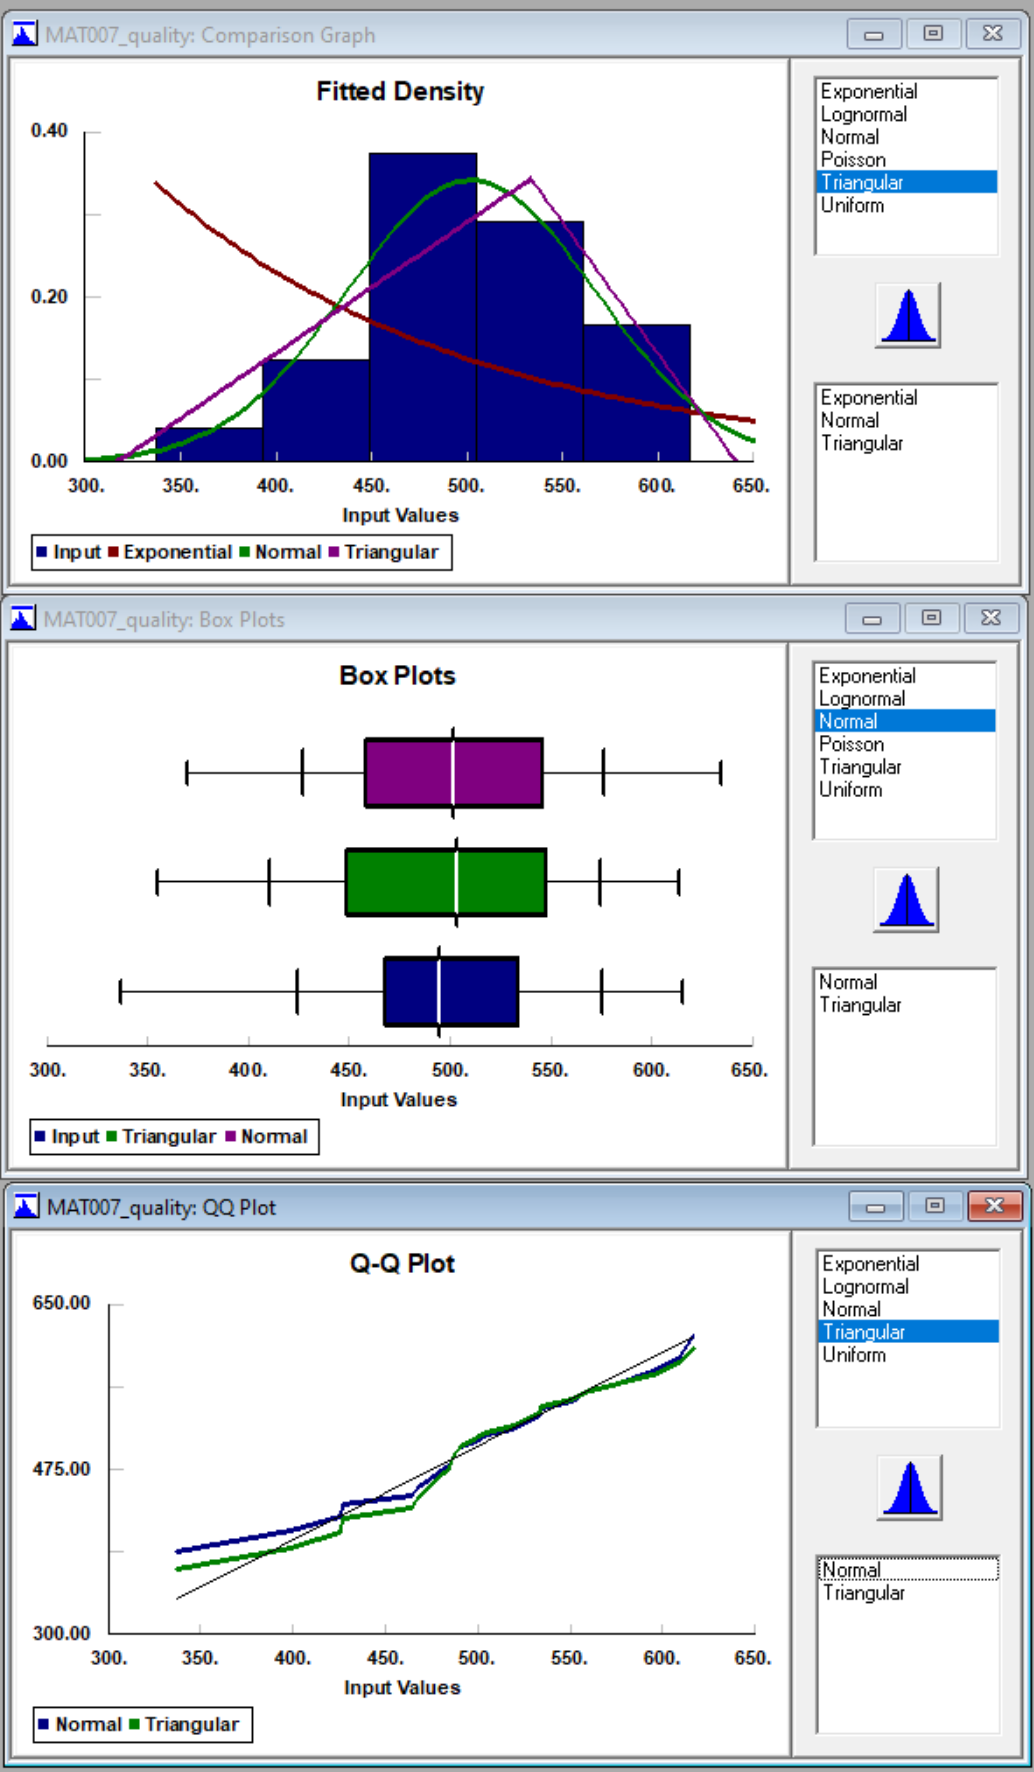 MAT007_quality: Comparison Graph
Fitted Density
0.40
0.20
0.00
300. 350. 400. 450. 500. 550. 600. 650.
Input Values
Input Exponential Normal Triangular
Exponential
Lognormal
Normal
Poisson
Triangular
Uniform
Exponential
Normal
Triangular
MAT007_quality: Box Plots
Box Plots
300. 350. 400. 450. 500. 550. 600. 650.
Input Values
Input Triangular Normal
Exponential
Lognormal
Normal
Poisson
Triangular
Uniform
Normal
Triangular
MAT007_quality: QQ Plot
Q-Q Plot
650.00
475.00
300.00
300. 350. 400. 450. 500. 550. 600. 650.
Input Values
Normal Triangular
Exponential
Lognormal
Normal
Triangular
Uniform
Normal
Triangular